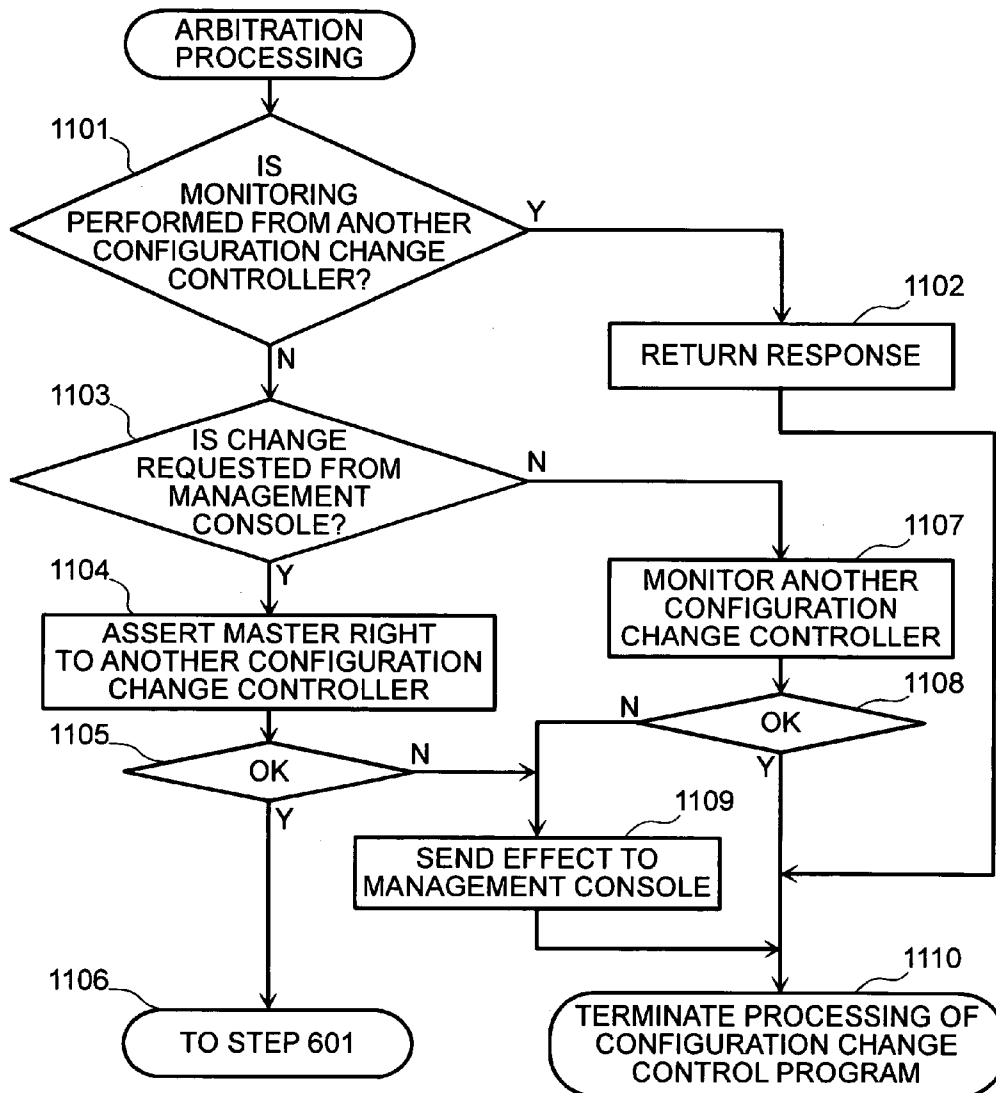 ARBITRATION
PROCESSING
1101
IS
MONITORING
PERFORMED FROM ANOTHER
CONFIGURATION CHANGE
CONTROLLER?
Y
N
1102
RETURN RESPONSE
1103
IS CHANGE
REQUESTED FROM
MANAGEMENT
CONSOLE?
N
Y
1107
MONITOR ANOTHER
CONFIGURATION
CHANGE CONTROLLER
1104
ASSERT MASTER RIGHT
TO ANOTHER CONFIGURATION
CHANGE CONTROLLER
1108
OK
N
Y
1105
OK
N
Y
1109
SEND EFFECT TO
MANAGEMENT CONSOLE
1106
TO STEP 601
1110
TERMINATE PROCESSING OF
CONFIGURATION CHANGE
CONTROL PROGRAM